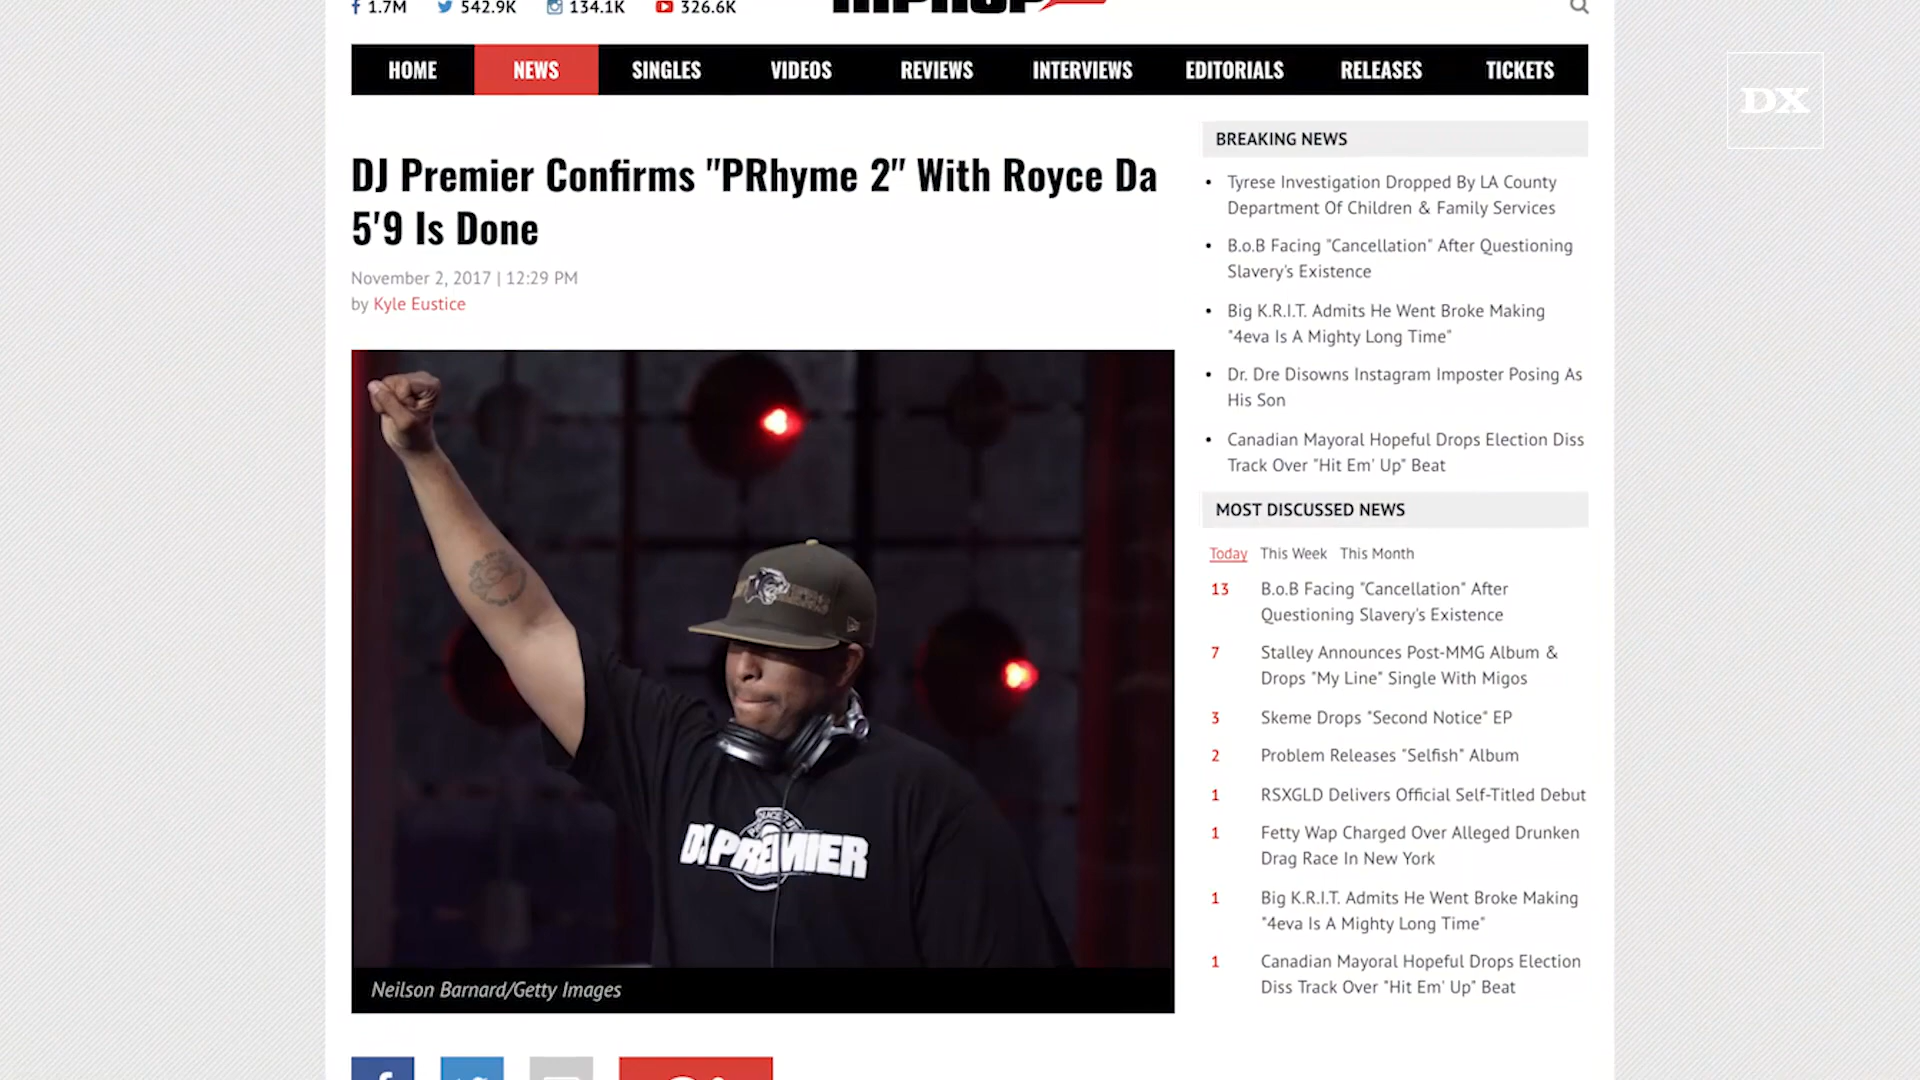 1.7M 542.9K 134.1K 326.6K
HIPHOP
HOME NEWS SINGLES VIDEOS REVIEWS INTERVIEWS EDITORIALS RELEASES TICKETS
DX
DJ Premier Confirms "PRhyme 2" With Royce Da
5'9 Is Done
November 2, 2017 | 12:29 PM
by Kyle Eustice
DJ PREMIER
Neilson Barnard/Getty Images
BREAKING NEWS
• Tyrese Investigation Dropped By LA County
Department Of Children & Family Services
• B.o.B Facing "Cancellation" After Questioning
Slavery's Existence
• Big K.R.I.T. Admits He Went Broke Making
"4eva Is A Mighty Long Time"
• Dr. Dre Disowns Instagram Imposter Posing As
His Son
• Canadian Mayoral Hopeful Drops Election Diss
Track Over "Hit Em' Up" Beat
MOST DISCUSSED NEWS
Today This Week This Month
13 B.o.B Facing "Cancellation" After
Questioning Slavery's Existence
7 Stalley Announces Post-MMG Album &
Drops "My Line" Single With Migos
3 Skeme Drops "Second Notice" EP
2 Problem Releases "Selfish" Album
1 RSXGLD Delivers Official Self-Titled Debut
1 Fetty Wap Charged Over Alleged Drunken
Drag Race In New York
1 Big K.R.I.T. Admits He Went Broke Making
"4eva Is A Mighty Long Time"
1 Canadian Mayoral Hopeful Drops Election
Diss Track Over "Hit Em' Up" Beat